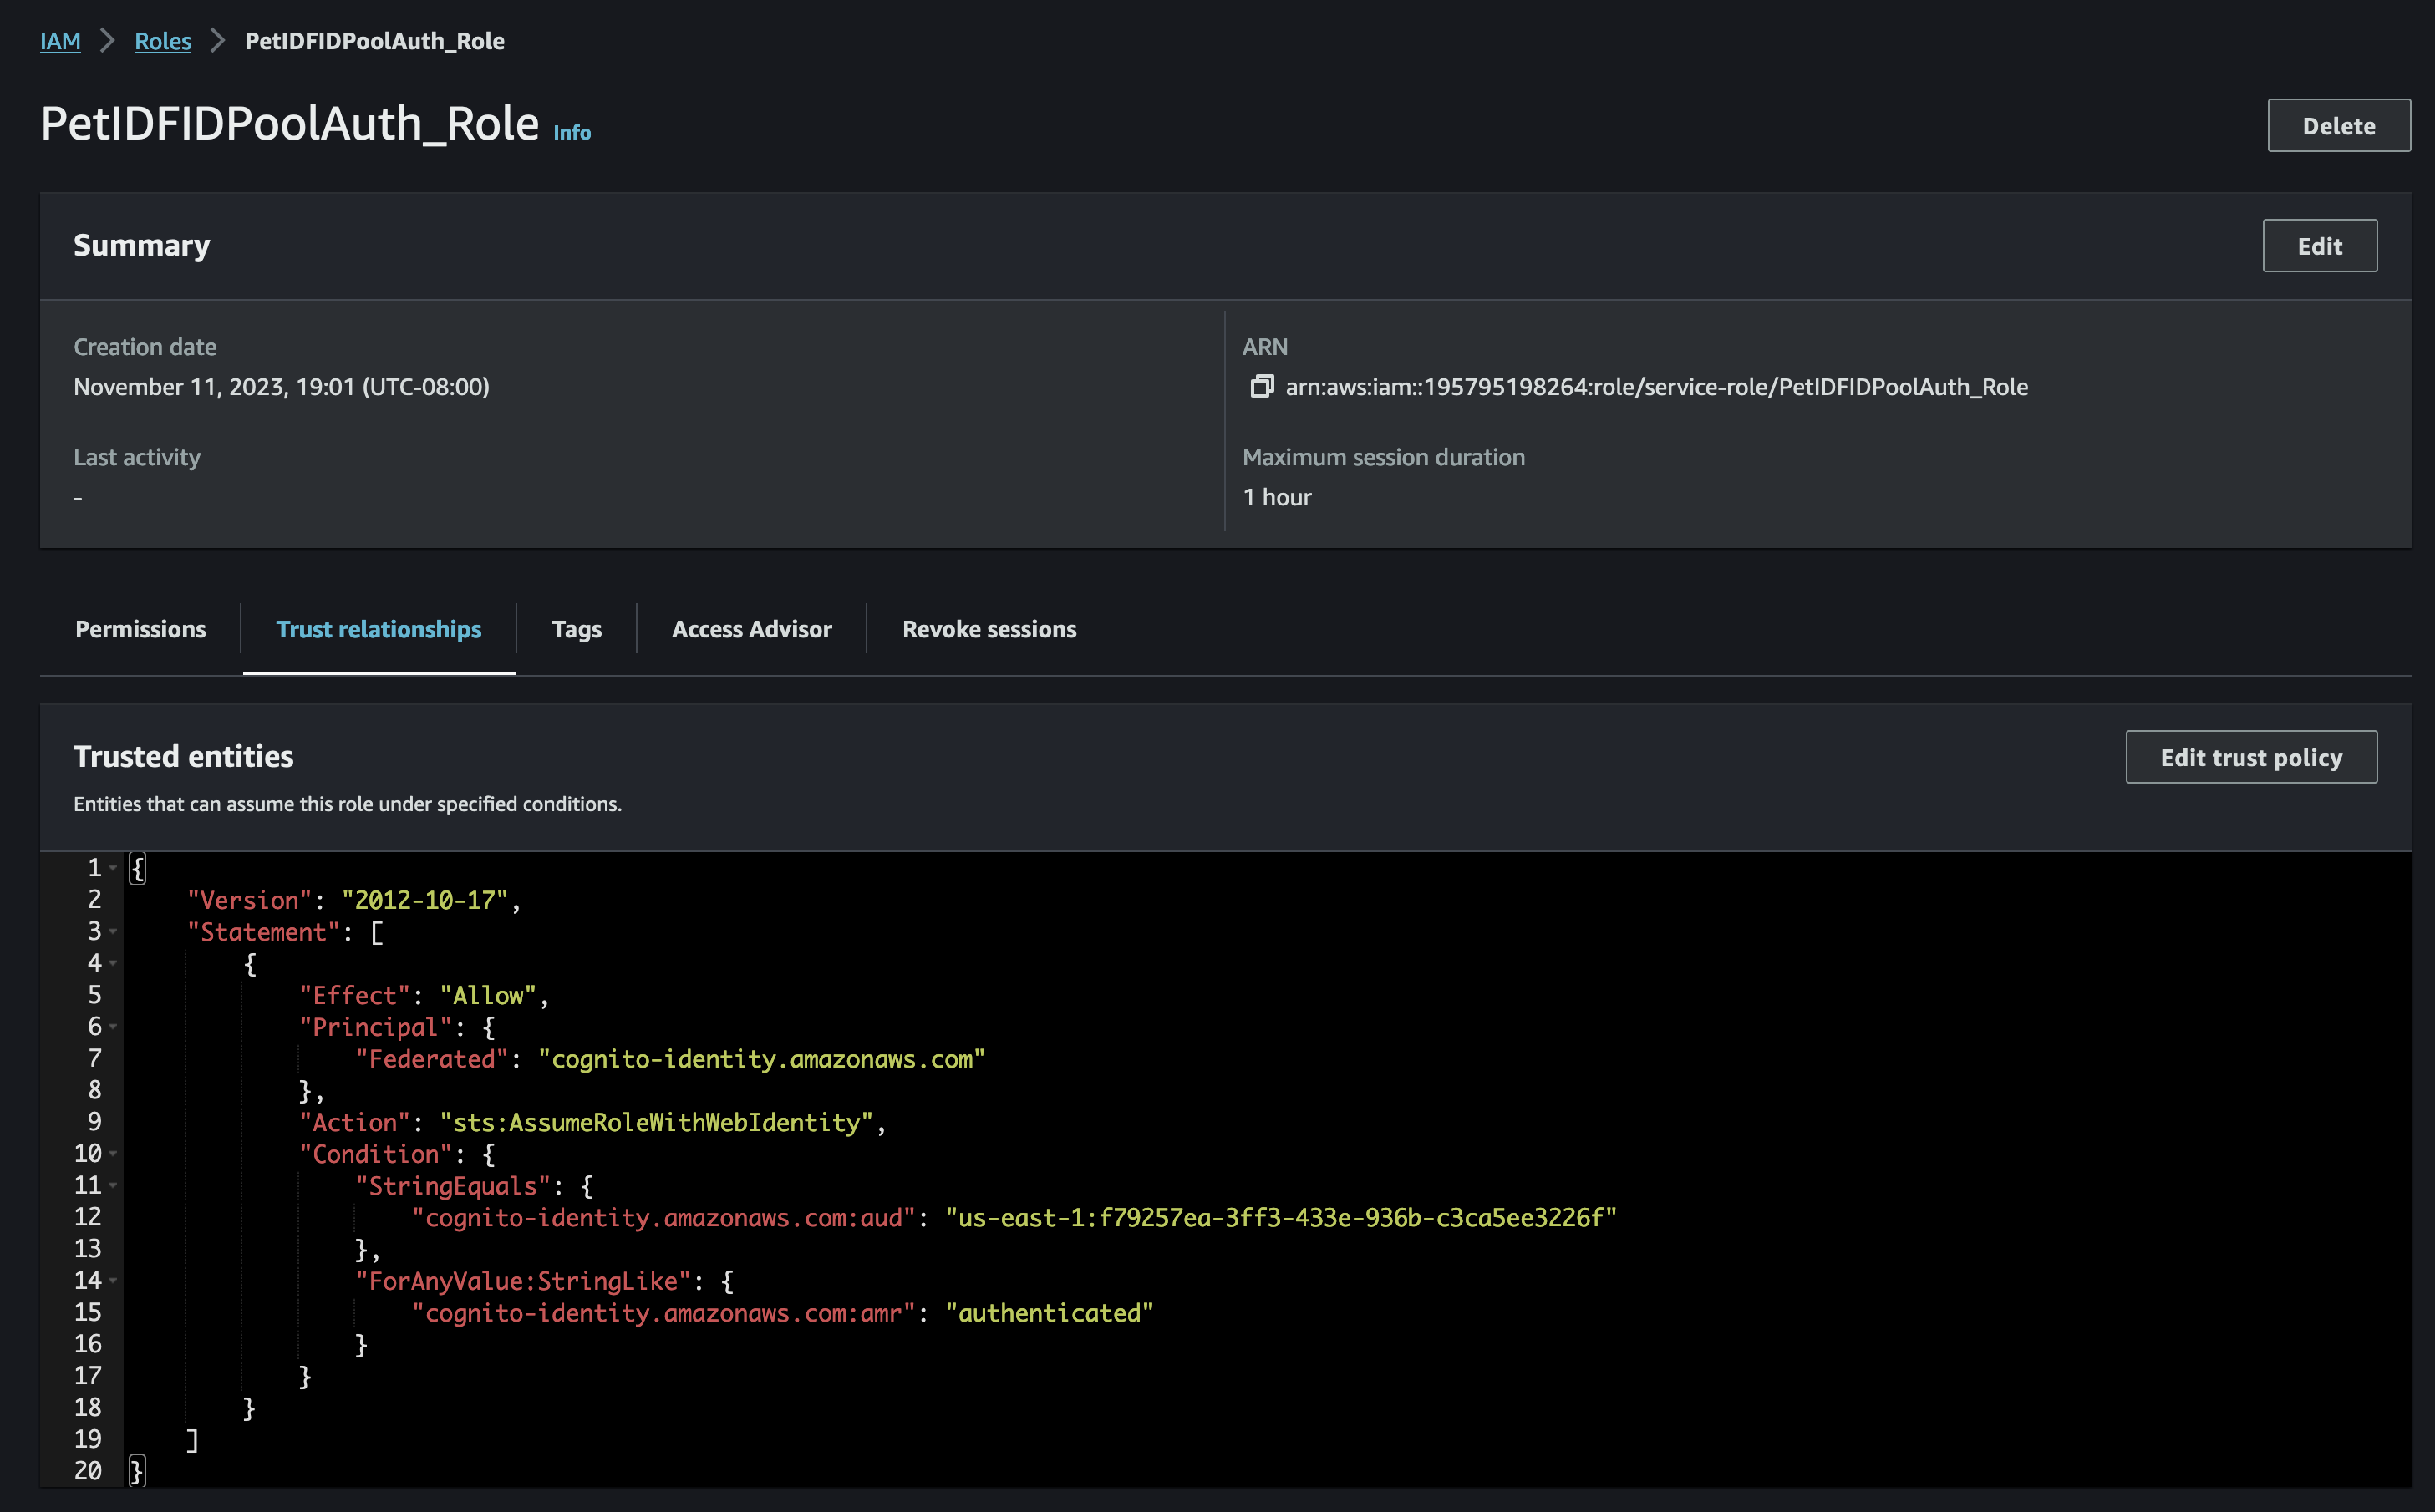 IAM > Roles > PetIDFIDPoolAuth_Role
PetIDFIDPoolAuth_Role Info
Delete
Summary
Edit
Creation date
November 11, 2023, 19:01 (UTC-08:00)
ARN
arn:aws:iam::195795198264:role/service-role/PetIDFIDPoolAuth_Role
Last activity
-
Maximum session duration
1 hour
Permissions
Trust relationships
Tags
Access Advisor
Revoke sessions
Trusted entities
Edit trust policy
Entities that can assume this role under specified conditions.
1 {
2 "Version": "2012-10-17",
3 "Statement": [
4 {
5 "Effect": "Allow",
6 "Principal": {
7 "Federated": "cognito-identity.amazonaws.com"
8 },
9 "Action": "sts:AssumeRoleWithWebIdentity",
10 "Condition": {
11 "StringEquals": {
12 "cognito-identity.amazonaws.com:aud": "us-east-1:f79257ea-3ff3-433e-936b-c3ca5ee3226f"
13 },
14 "ForAnyValue:StringLike": {
15 "cognito-identity.amazonaws.com:amr": "authenticated"
16 }
17 }
18 }
19 ]
20 }